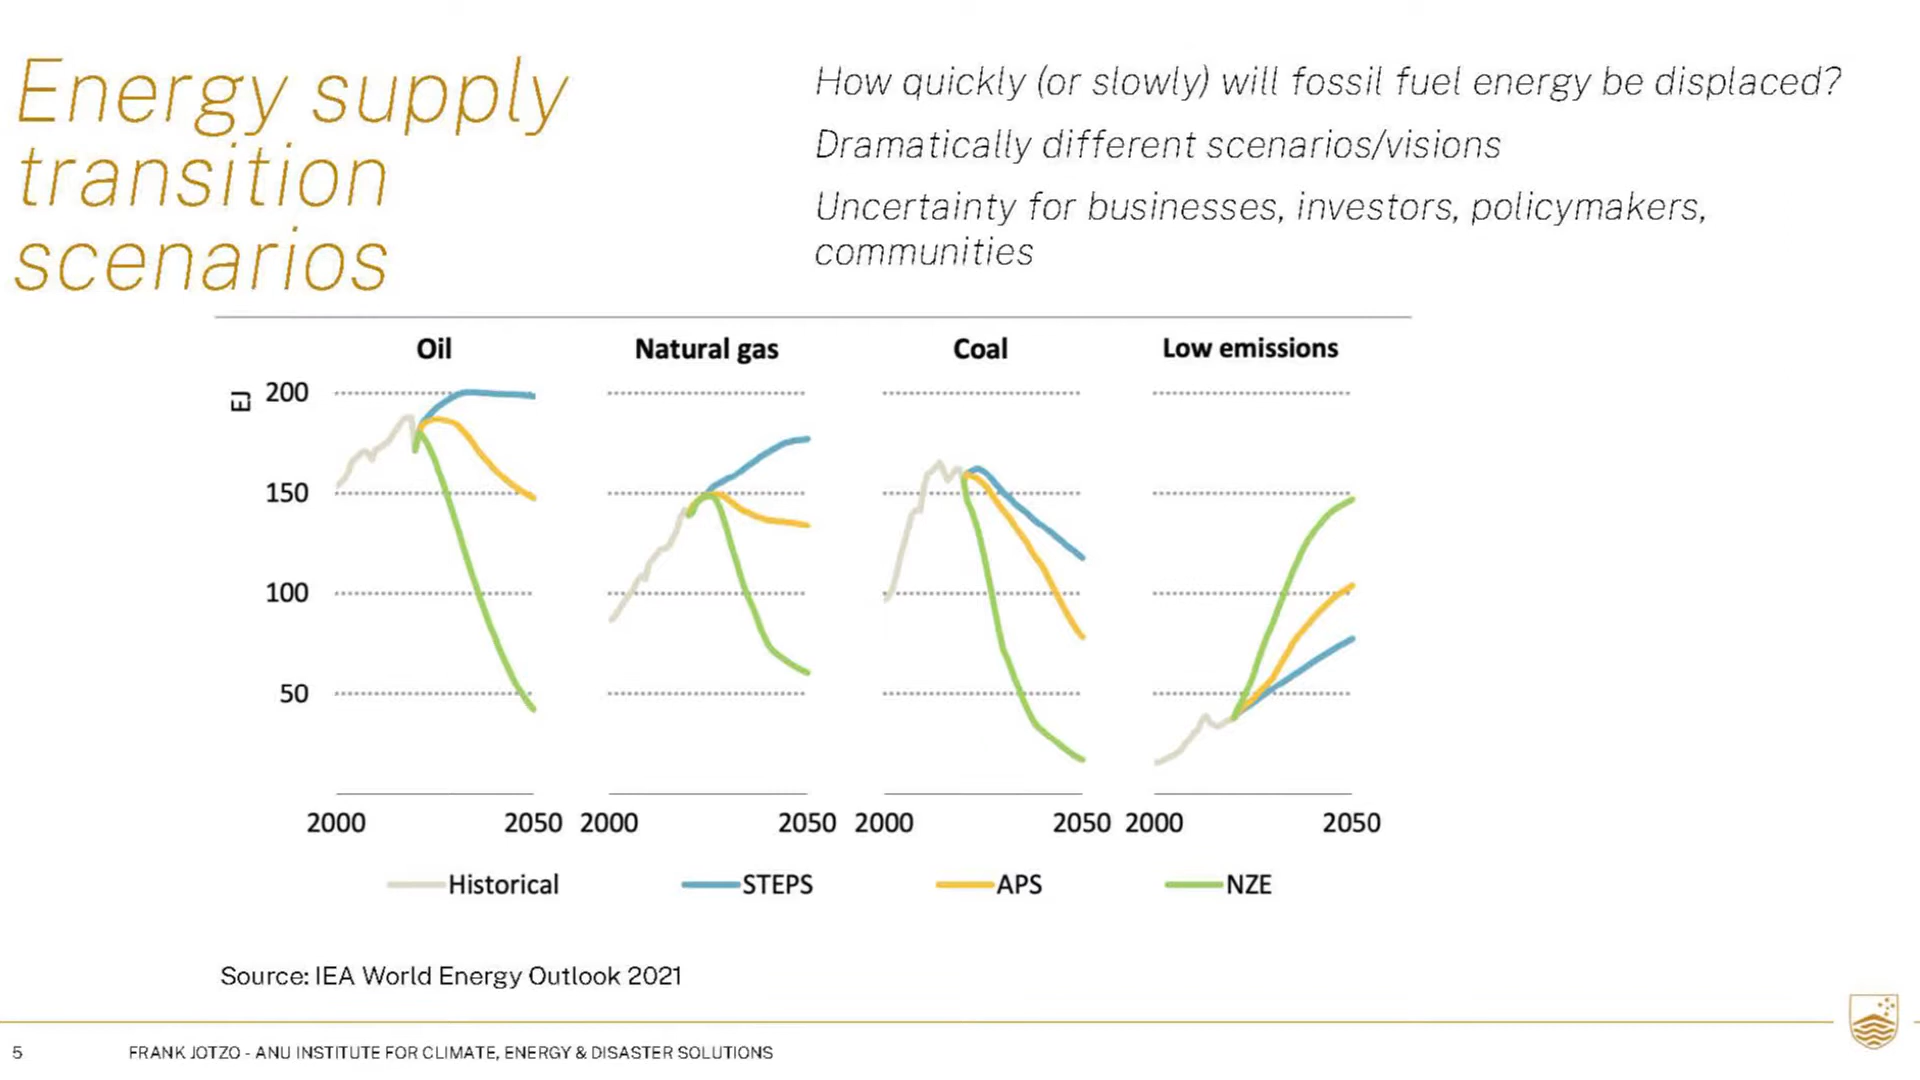 Energy supply
transition
scenarios
How quickly (or slowly) will fossil fuel energy be displaced?
Dramatically different scenarios/visions
Uncertainty for businesses, investors, policymakers,
communities
Oil
Natural gas
Coal
Low emissions
EJ
200
150
100
50
2000
2050
2000
2050
2000
2050
2000
2050
Historical
STEPS
APS
NZE
Source: IEA World Energy Outlook 2021
5
FRANK JOTZO - ANU INSTITUTE FOR CLIMATE, ENERGY & DISASTER SOLUTIONS